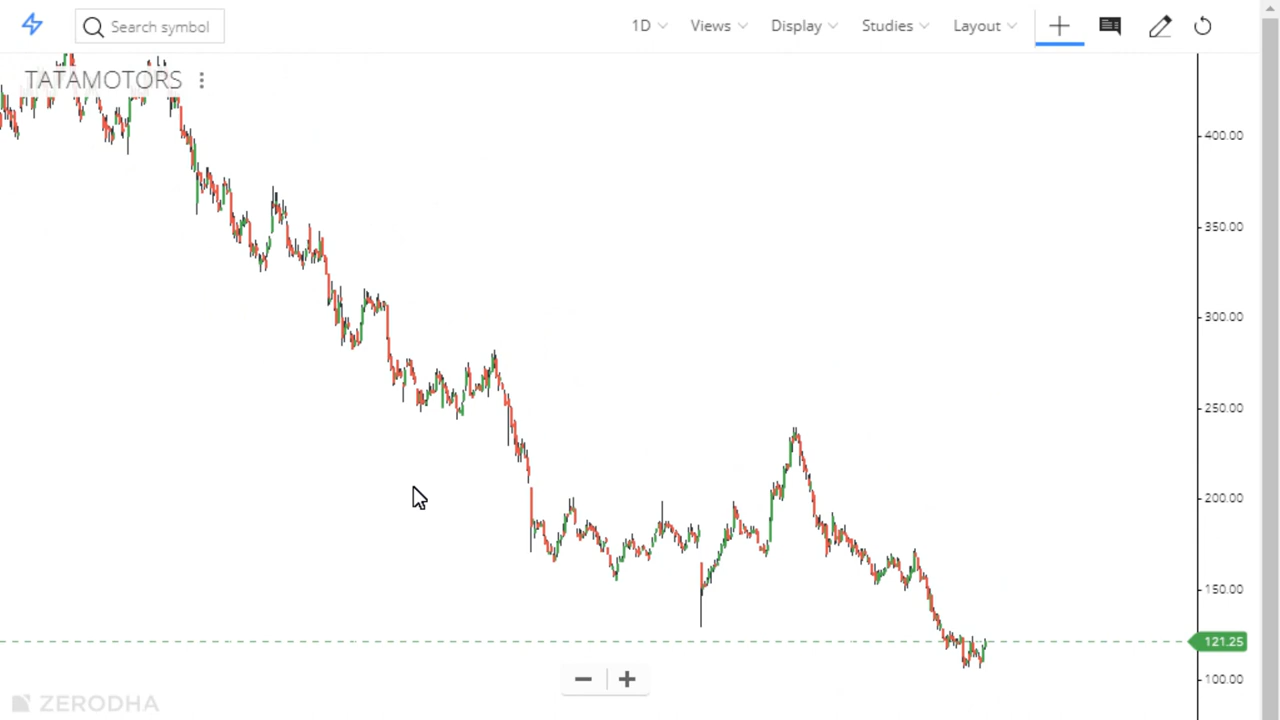 Search symbol
1D Views Display Studies Layout
TATAMOTORS
400.00
350.00
300.00
250.00
200.00
150.00
121.25
100.00
ZERODHA